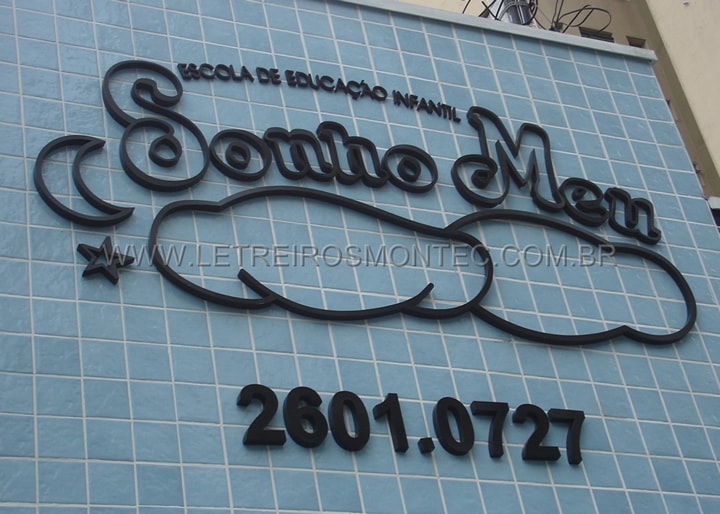 ESCOLA DE EDUCAÇÃO INFANTIL
Sonho Meu
WWW.LETREIROSMONTEC.COM.BR
2601.0727